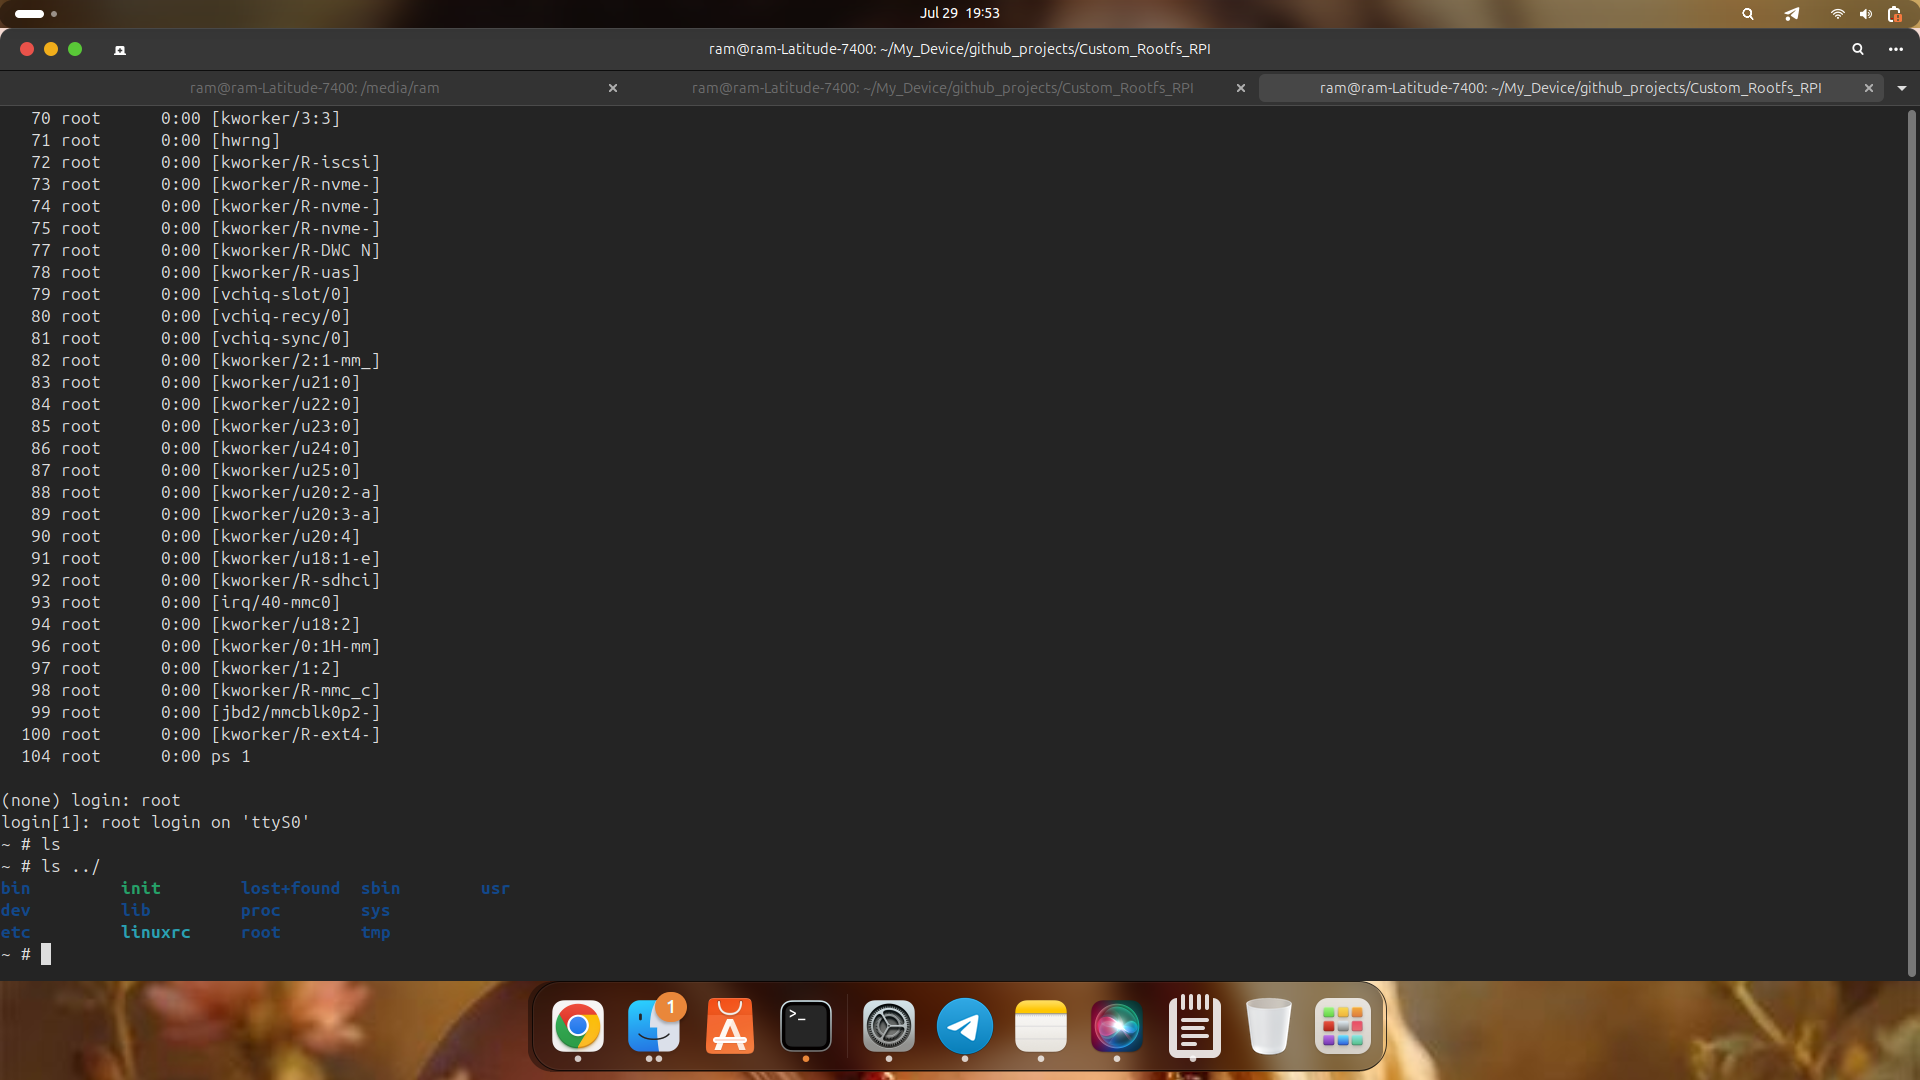 Jul 29  19:53
ram@ram-Latitude-7400: ~/My_Device/github_projects/Custom_Rootfs_RPI
ram@ram-Latitude-7400: /media/ram
ram@ram-Latitude-7400: ~/My_Device/github_projects/Custom_Rootfs_RPI
ram@ram-Latitude-7400: ~/My_Device/github_projects/Custom_Rootfs_RPI
   70 root      0:00 [kworker/3:3]
   71 root      0:00 [hwrng]
   72 root      0:00 [kworker/R-iscsi]
   73 root      0:00 [kworker/R-nvme-]
   74 root      0:00 [kworker/R-nvme-]
   75 root      0:00 [kworker/R-nvme-]
   77 root      0:00 [kworker/R-DWC N]
   78 root      0:00 [kworker/R-uas]
   79 root      0:00 [vchiq-slot/0]
   80 root      0:00 [vchiq-recy/0]
   81 root      0:00 [vchiq-sync/0]
   82 root      0:00 [kworker/2:1-mm_]
   83 root      0:00 [kworker/u21:0]
   84 root      0:00 [kworker/u22:0]
   85 root      0:00 [kworker/u23:0]
   86 root      0:00 [kworker/u24:0]
   87 root      0:00 [kworker/u25:0]
   88 root      0:00 [kworker/u20:2-a]
   89 root      0:00 [kworker/u20:3-a]
   90 root      0:00 [kworker/u20:4]
   91 root      0:00 [kworker/u18:1-e]
   92 root      0:00 [kworker/R-sdhci]
   93 root      0:00 [irq/40-mmc0]
   94 root      0:00 [kworker/u18:2]
   96 root      0:00 [kworker/0:1H-mm]
   97 root      0:00 [kworker/1:2]
   98 root      0:00 [kworker/R-mmc_c]
   99 root      0:00 [jbd2/mmcblk0p2-]
  100 root      0:00 [kworker/R-ext4-]
  104 root      0:00 ps 1
(none) login: root
login[1]: root login on 'ttyS0'
~ # ls
~ # ls ../
bin         init        lost+found  sbin        usr
dev         lib         proc        sys
etc         linuxrc     root        tmp
~ #
1
>_